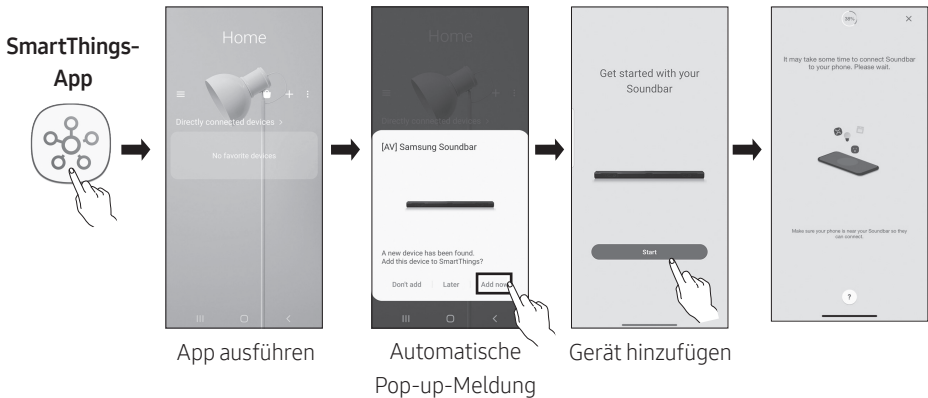 SmartThings-
App
Home
Directly connected devices >
No favorite devices
App ausführen
Home
Directly connected devices >
[AV] Samsung Soundbar
A new device has been found.
Add this device to SmartThings?
Don't add
Later
Add now
Automatische
Pop-up-Meldung
Get started with your
Soundbar
Start
Gerät hinzufügen
38%
It may take some time to connect Soundbar
to your phone. Please wait.
Make sure your phone is near your Soundbar so they
can connect.
?